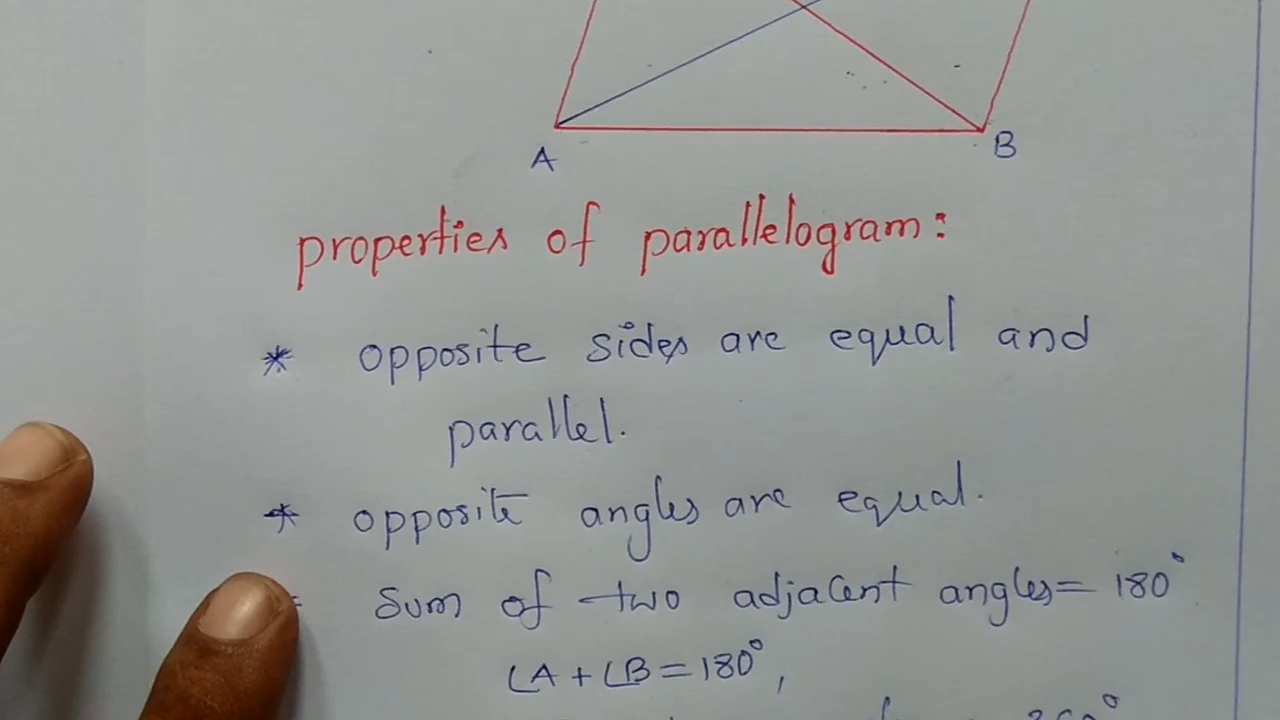 A
B
properties of parallelogram:
* opposite sides are equal and
parallel.
* opposite angles are equal.
Sum of two adjacent angles = 180°
∠A + ∠B = 180°,